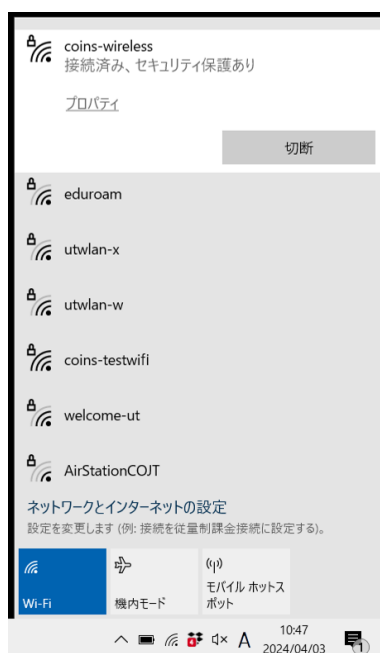 coins-wireless
接続済み、セキュリティ保護あり
プロパティ
切断
eduroam
utwlan-x
utwlan-w
coins-testwifi
welcome-ut
AirStationCOJT
ネットワークとインターネットの設定
設定を変更します (例: 接続を従量制課金接続に設定する)。
Wi-Fi
機内モード
モバイル ホットス
ポット
A
10:47
2024/04/03
1